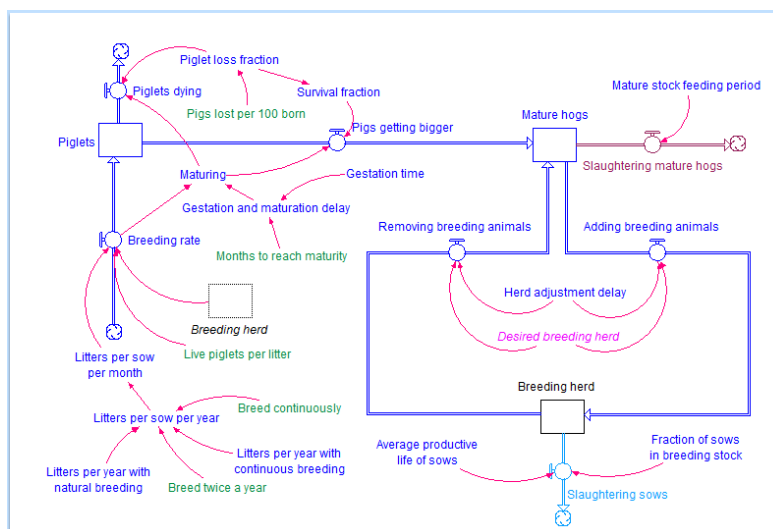 Piglet loss fraction
Mature stock feeding period
Piglets dying
Survival fraction
Pigs lost per 100 born
Pigs getting bigger
Mature hogs
Piglets
Slaughtering mature hogs
Maturing
Gestation time
Gestation and maturation delay
Removing breeding animals
Adding breeding animals
Breeding rate
Months to reach maturity
Herd adjustment delay
Breeding herd
Desired breeding herd
Litters per sow
per month
Live piglets per litter
Breeding herd
Breed continuously
Litters per sow per year
Average productive
life of sows
Fraction of sows
in breeding stock
Litters per year with
continuous breeding
Litters per year with
natural breeding
Breed twice a year
Slaughtering sows